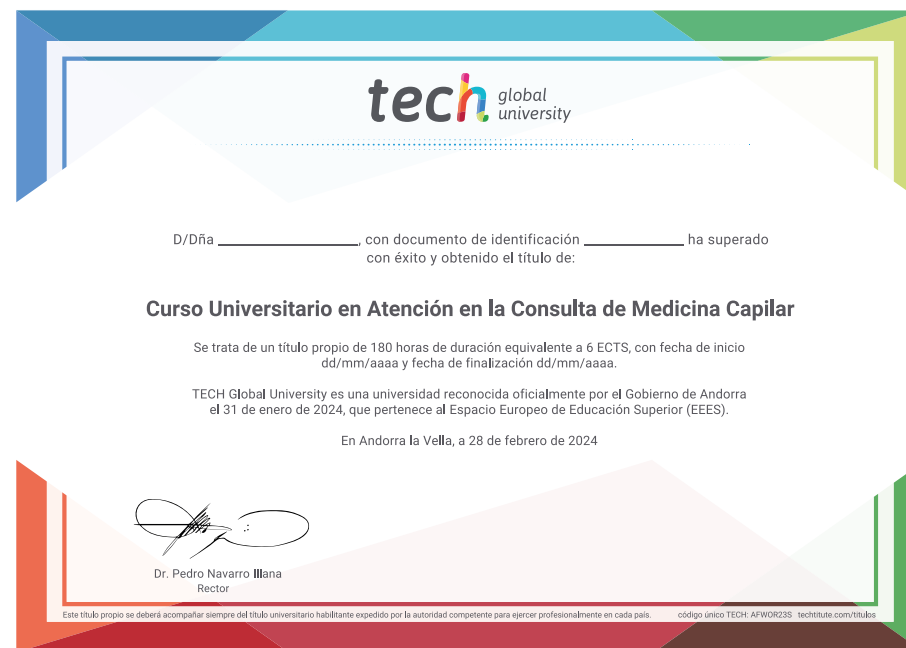 tech global university
D/Dña ____________________, con documento de identificación ______________ ha superado
con éxito y obtenido el título de:
Curso Universitario en Atención en la Consulta de Medicina Capilar
Se trata de un título propio de 180 horas de duración equivalente a 6 ECTS, con fecha de inicio
dd/mm/aaaa y fecha de finalización dd/mm/aaaa.
TECH Global University es una universidad reconocida oficialmente por el Gobierno de Andorra
el 31 de enero de 2024, que pertenece al Espacio Europeo de Educación Superior (EEES).
En Andorra la Vella, a 28 de febrero de 2024
Dr. Pedro Navarro Illana
Rector
Este título propio se deberá acompañar siempre del título universitario habilitante expedido por la autoridad competente para ejercer profesionalmente en cada país. código único TECH: AFWOR23S techtitute.com/titulos